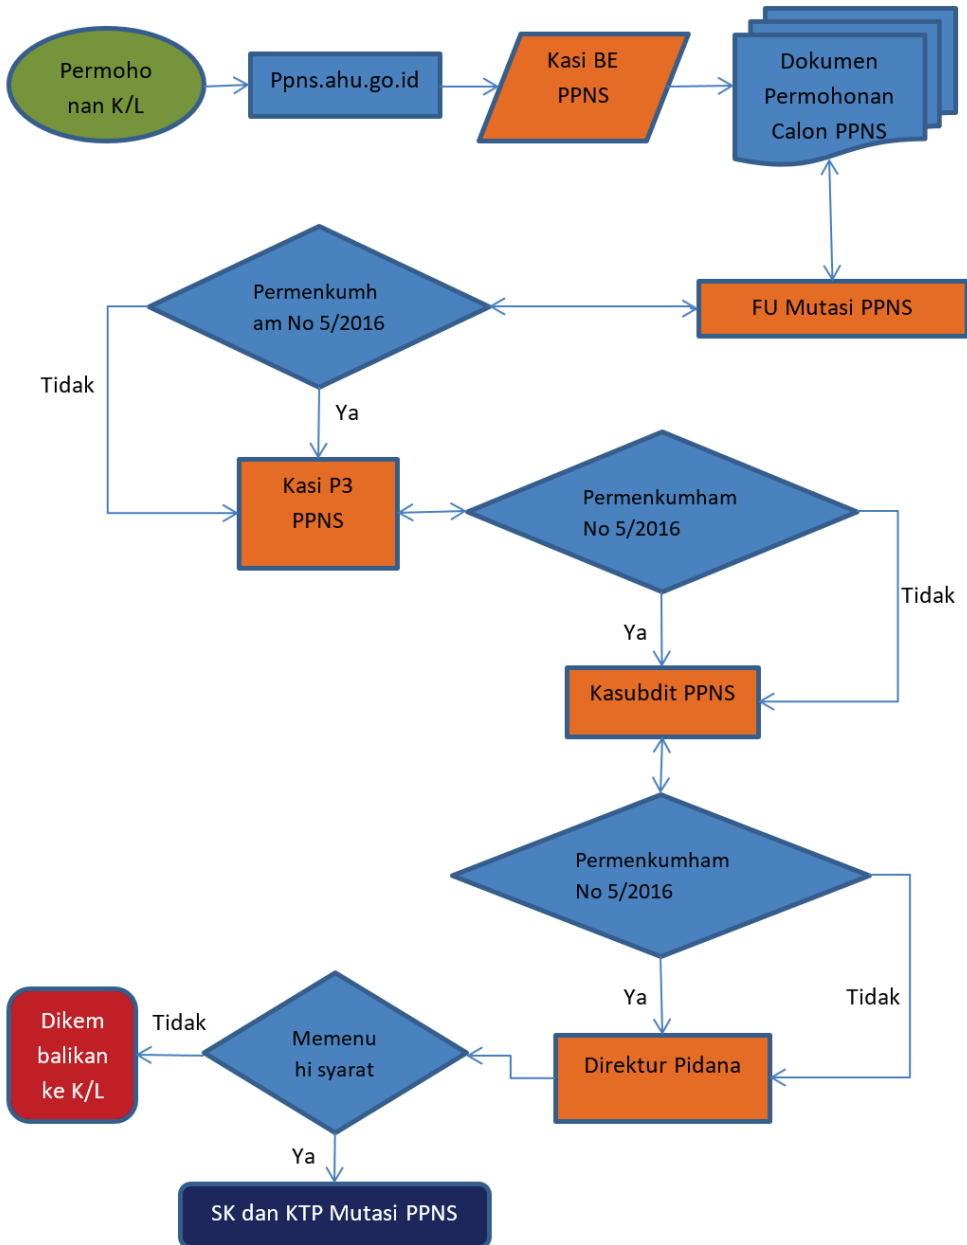 Permoho
nan K/L
Ppns.ahu.go.id
Kasi BE
PPNS
Dokumen
Permohonan
Calon PPNS
FU Mutasi PPNS
Permenkumh
am No 5/2016
Tidak
Ya
Kasi P3
PPNS
Permenkumham
No 5/2016
Tidak
Ya
Kasubdit PPNS
Permenkumham
No 5/2016
Ya
Tidak
Direktur Pidana
Memenu
hi syarat
Tidak
Dikem
balikan
ke K/L
Ya
SK dan KTP Mutasi PPNS